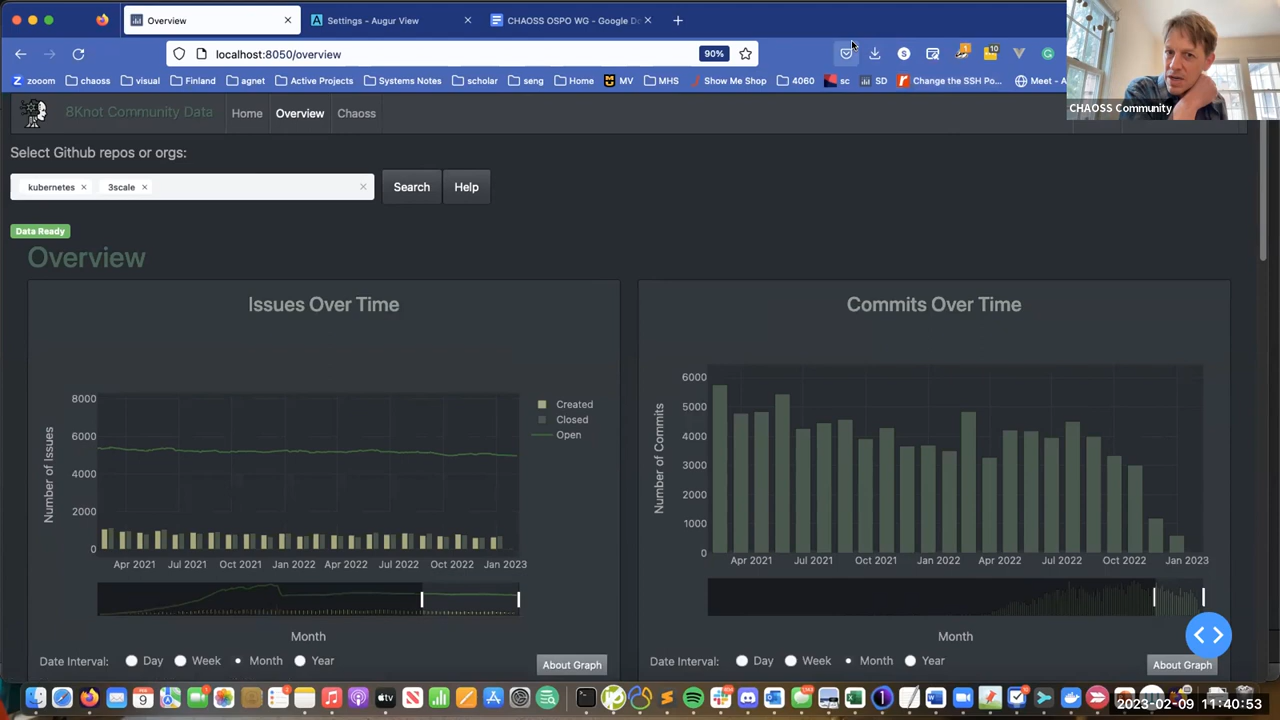 Overview
Settings - Augur View
CHAOSS OSPO WG - Google Do
localhost:8050/overview
90%
10
zooom
chaoss
visual
Finland
agnet
Active Projects
Systems Notes
scholar
seng
Home
MV
MHS
Show Me Shop
4060
sc
SD
Change the SSH Po...
Meet - A
CHAOSS Community
8Knot Community Data
Home
Overview
Chaoss
Select Github repos or orgs:
kubernetes
3scale
Search
Help
Data Ready
Overview
Issues Over Time
8000
6000
4000
2000
0
Number of Issues
Created
Closed
Open
Apr 2021
Jul 2021
Oct 2021
Jan 2022
Apr 2022
Jul 2022
Oct 2022
Jan 2023
Month
Date Interval:
Day
Week
Month
Year
About Graph
Commits Over Time
6000
5000
4000
3000
2000
1000
0
Number of Commits
Apr 2021
Jul 2021
Oct 2021
Jan 2022
Apr 2022
Jul 2022
Oct 2022
Jan 2023
Month
Date Interval:
Day
Week
Month
Year
About Graph
2023-02-09 11:40:53